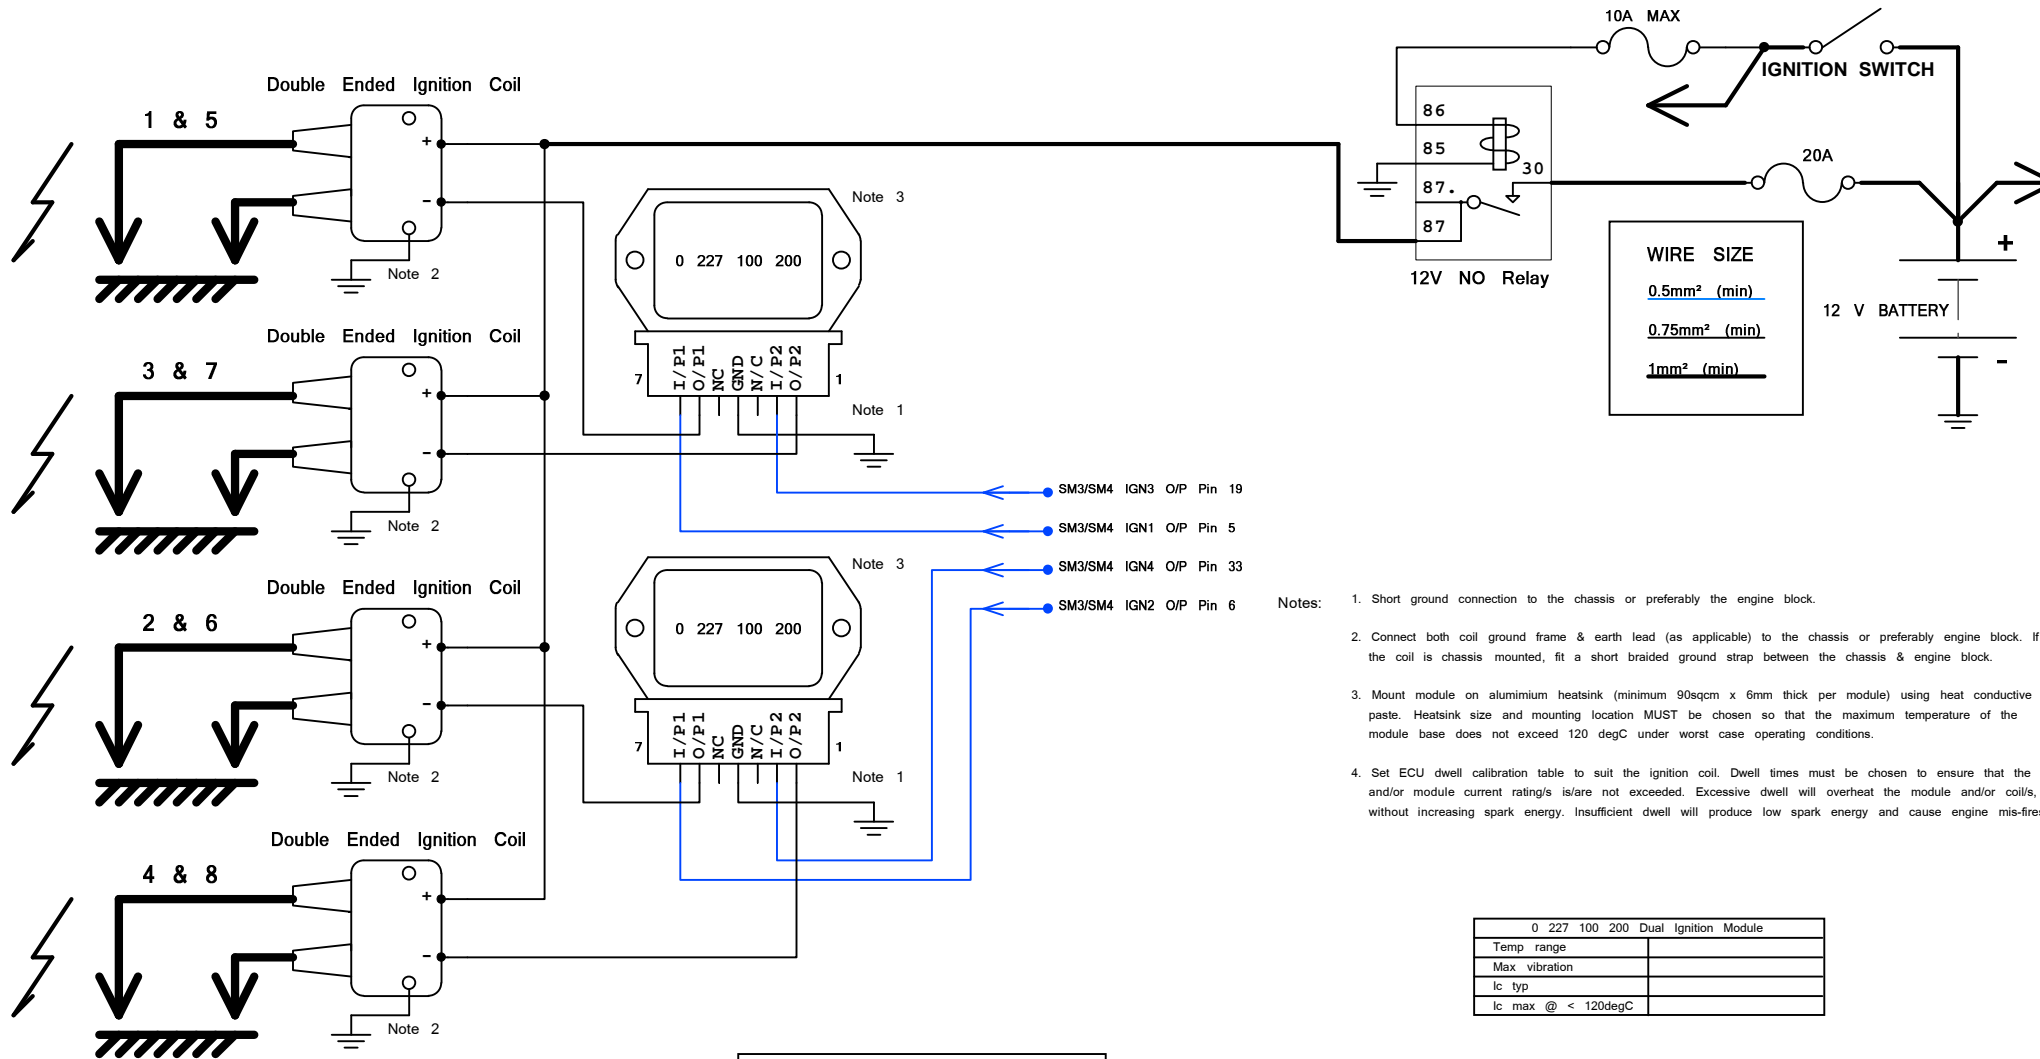 10A MAX
IGNITION SWITCH
Double Ended Ignition Coil
1 & 5
+
-
Note 2
Note 3
0 227 100 200
7
I/P1
O/P1
NC
GND
N/C
I/P2
O/P2
1
Note 1
86
85
30
87.
87
12V NO Relay
20A
WIRE SIZE
0.5mm² (min)
0.75mm² (min)
1mm² (min)
+
12 V BATTERY
-
Double Ended Ignition Coil
3 & 7
+
-
Note 2
SM3/SM4 IGN3 O/P Pin 19
SM3/SM4 IGN1 O/P Pin 5
SM3/SM4 IGN4 O/P Pin 33
SM3/SM4 IGN2 O/P Pin 6
Double Ended Ignition Coil
2 & 6
+
-
Note 2
Note 3
0 227 100 200
7
I/P1
O/P1
NC
GND
N/C
I/P2
O/P2
1
Note 1
Double Ended Ignition Coil
4 & 8
+
-
Note 2
Notes:
1. Short ground connection to the chassis or preferably the engine block.
2. Connect both coil ground frame & earth lead (as applicable) to the chassis or preferably engine block. If
the coil is chassis mounted, fit a short braided ground strap between the chassis & engine block.
3. Mount module on alumimium heatsink (minimum 90sqcm x 6mm thick per module) using heat conductive
paste. Heatsink size and mounting location MUST be chosen so that the maximum temperature of the
module base does not exceed 120 degC under worst case operating conditions.
4. Set ECU dwell calibration table to suit the ignition coil. Dwell times must be chosen to ensure that the
and/or module current rating/s is/are not exceeded. Excessive dwell will overheat the module and/or coil/s,
without increasing spark energy. Insufficient dwell will produce low spark energy and cause engine mis-fires
0 227 100 200 Dual Ignition Module
Temp range
Max vibration
Ic typ
Ic max @ < 120degC